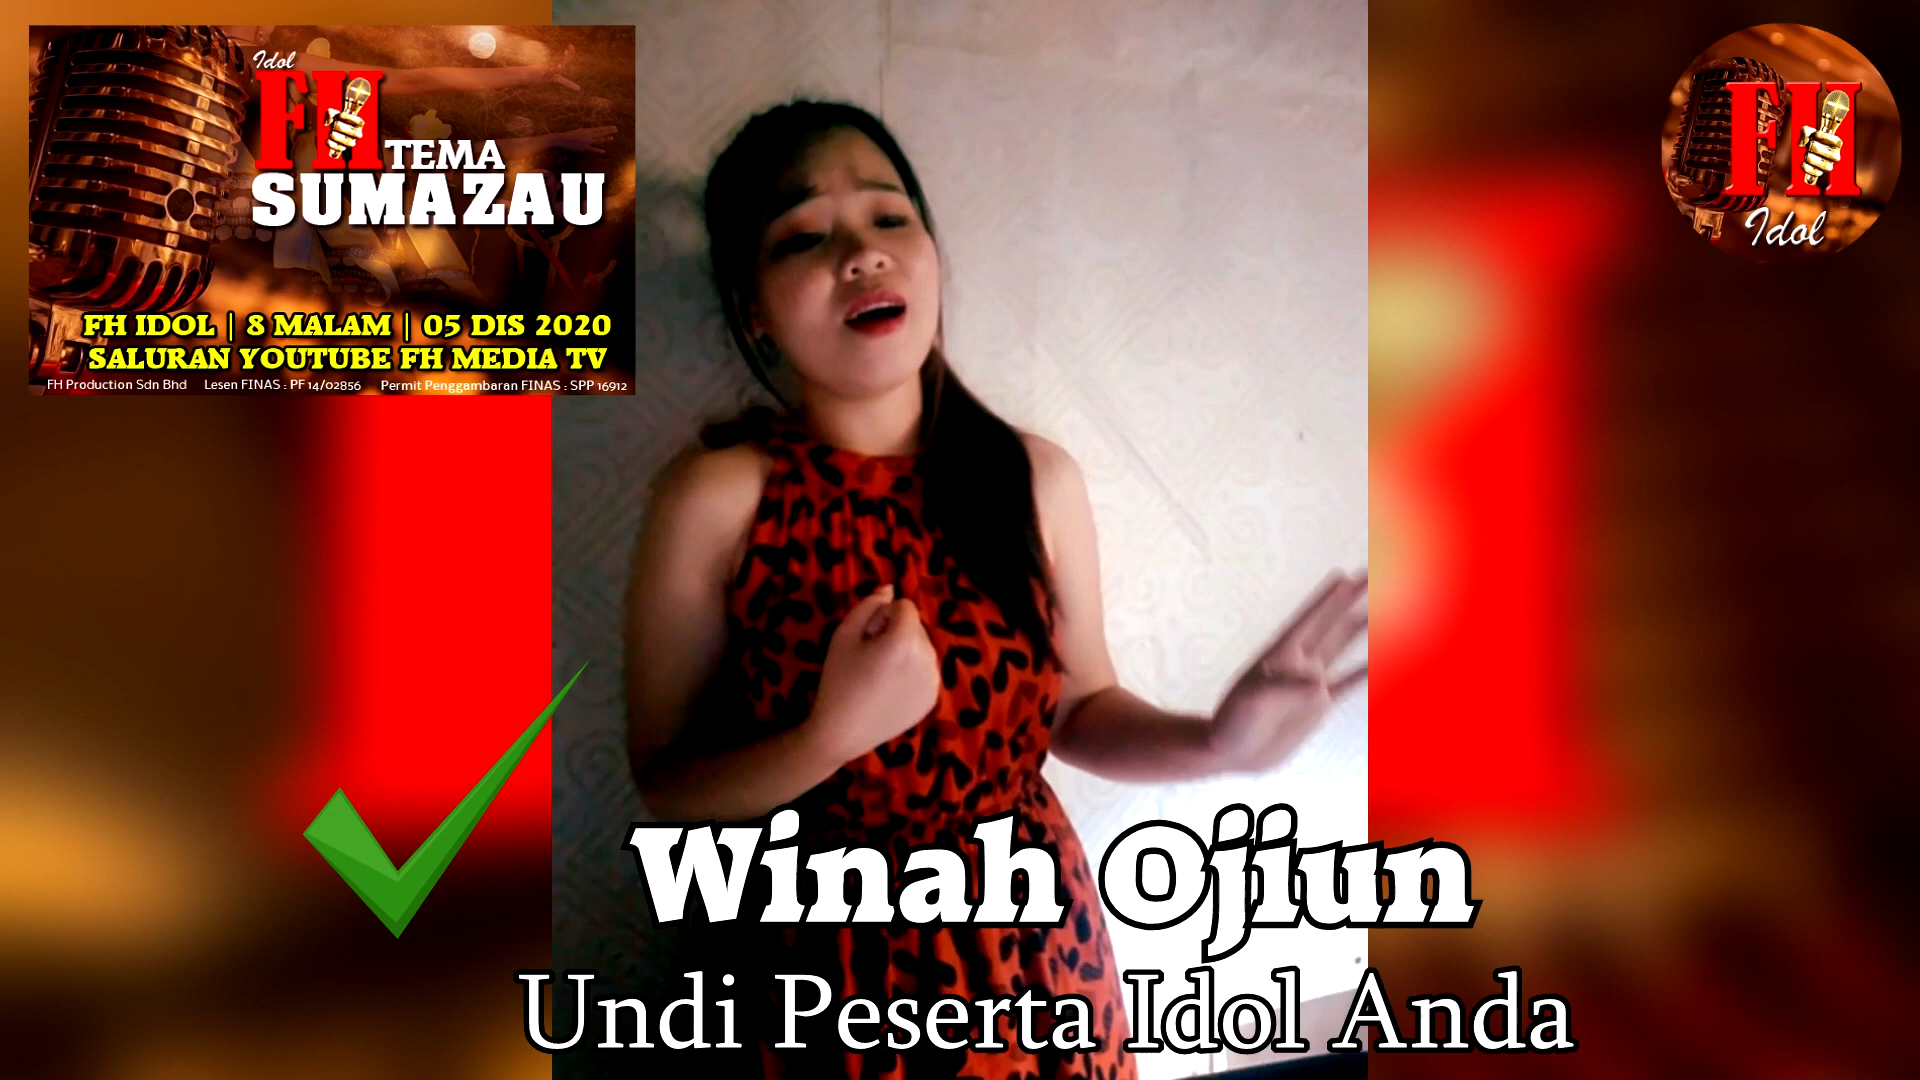 Idol
FH TEMA
SUMAZAU
FH IDOL | 8 MALAM | 05 DIS 2020
SALURAN YOUTUBE FH MEDIA TV
FH Production Sdn Bhd Lesen FINAS : PF 14/02856 Permit Penggambaran FINAS : SPP 16912
FH
Idol
Winah Ojiun
Undi Peserta Idol Anda